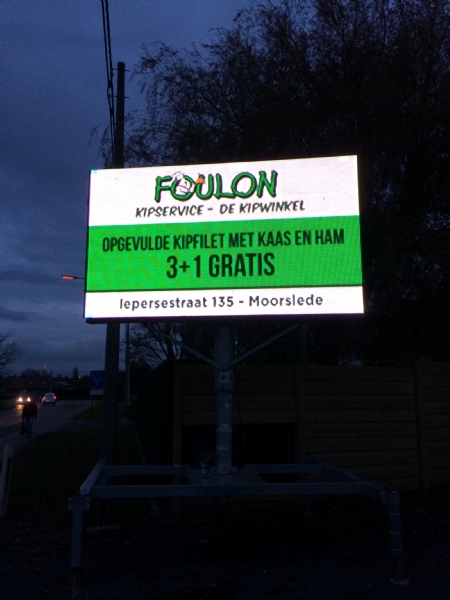 FOULON
KIPSERVICE - DE KIPWINKEL
OPGEVULDE KIPFILET MET KAAS EN HAM
3+1 GRATIS
Iepersestraat 135 - Moorslede